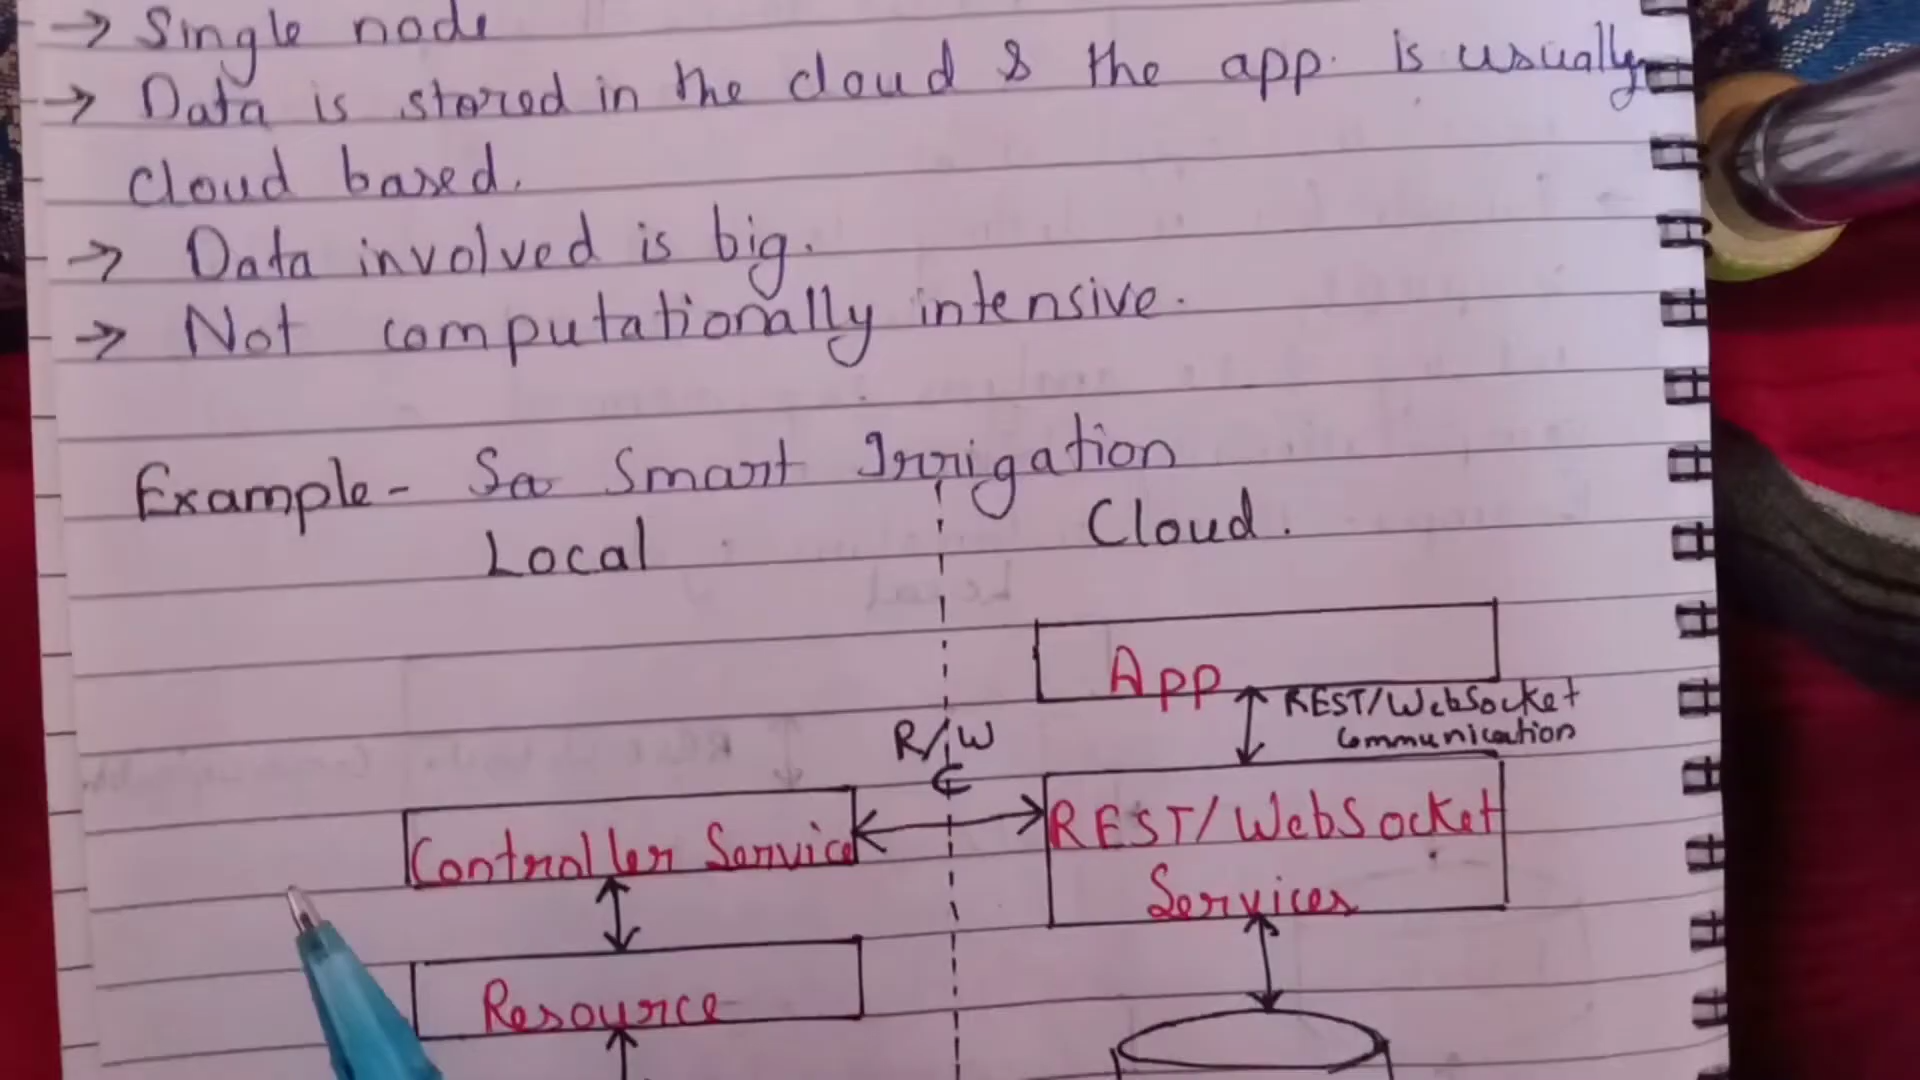 → Single node
→ Data is stored in the cloud & the app. is usually
cloud based.
→ Data involved is big.
→ Not computationally intensive.
Example - Sa Smart Irrigation
Local
Cloud.
App
REST/WebSocket
Communication
R/W
Controller Service
REST/WebSocket
Services
Resource